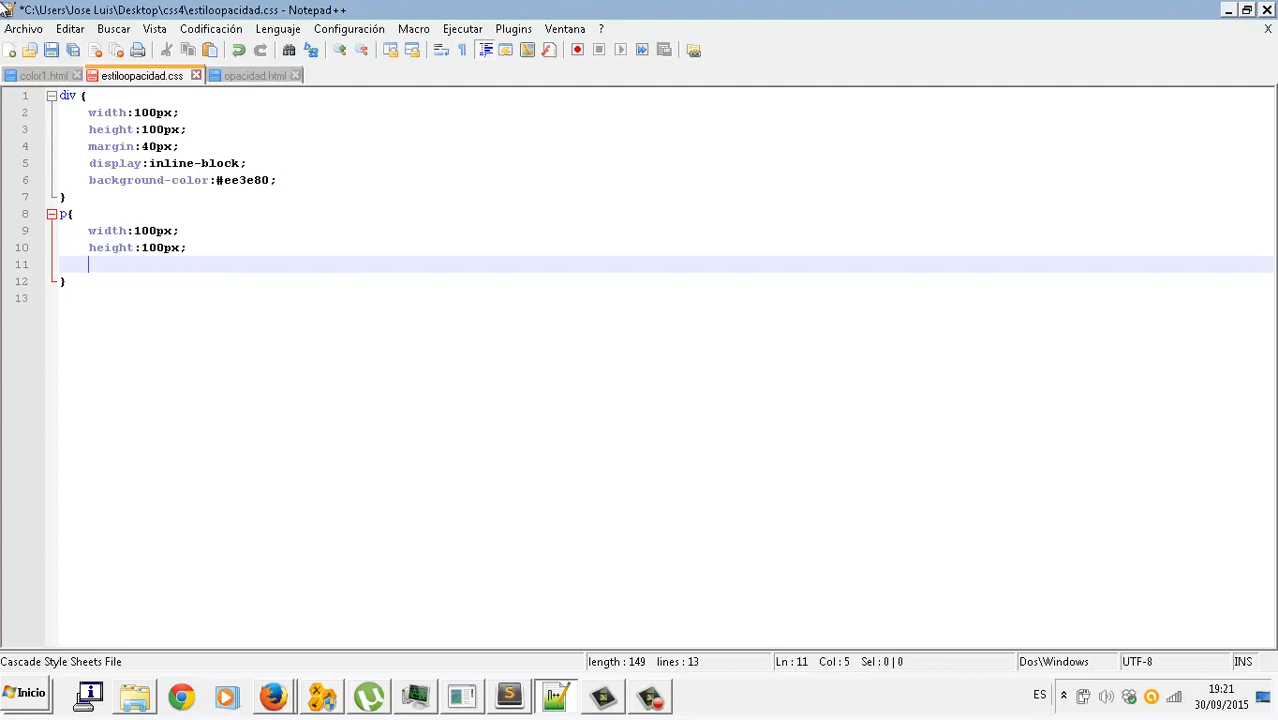 *C:\Users\Jose Luis\Desktop\css4\estiloopacidad.css - Notepad++
Archivo Editar Buscar Vista Codificación Lenguaje Configuración Macro Ejecutar Plugins Ventana ? X
color1.html estiloopacidad.css opacidad.html
1 div {
2 width:100px;
3 height:100px;
4 margin:40px;
5 display:inline-block;
6 background-color:#ee3e80;
7 }
8 p{
9 width:100px;
10 height:100px;
11
12 }
13
Cascade Style Sheets File length : 149 lines : 13 Ln : 11 Col : 5 Sel : 0 | 0 Dos\Windows UTF-8 INS
Inicio ES 19:21
30/09/2015